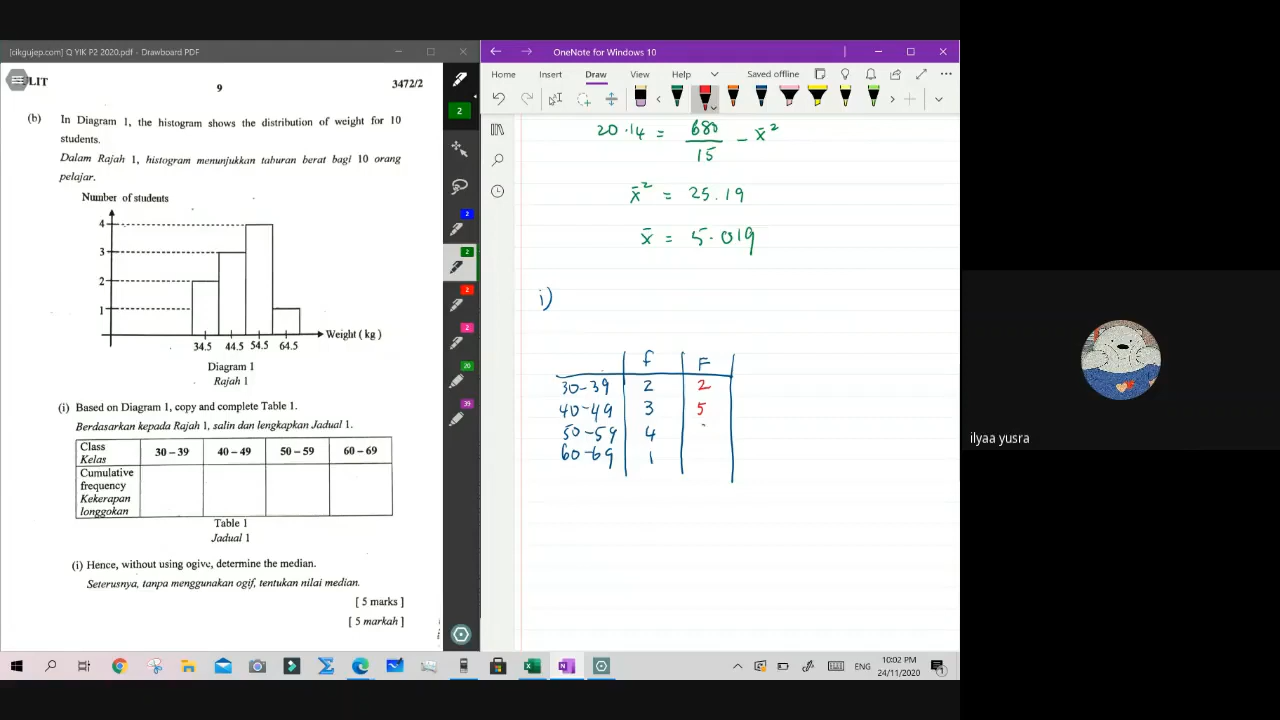 [cikgujep.com] Q YIK P2 2020.pdf - Drawboard PDF
LIT
9
3472/2
(b) In Diagram 1, the histogram shows the distribution of weight for 10
students.
Dalam Rajah 1, histogram menunjukkan taburan berat bagi 10 orang
pelajar.
Number of students
4
3
2
1
34.5 44.5 54.5 64.5
Weight ( kg )
Diagram 1
Rajah 1
(i) Based on Diagram 1, copy and complete Table 1.
Berdasarkan kepada Rajah 1, salin dan lengkapkan Jadual 1.
Class 30 – 39 40 – 49 50 – 59 60 – 69
Kelas
Cumulative
frequency
Kekerapan
longgokan
Table 1
Jadual 1
(i) Hence, without using ogive, determine the median.
Seterusnya, tanpa menggunakan ogif, tentukan nilai median.
[ 5 marks ]
[ 5 markah ]
2
2
2
2
2
20
39
OneNote for Windows 10
Home Insert Draw View Help Saved offline
20.14 = 680/15 - x̄²
x̄² = 25.19
x̄ = 5.019
i)
f F
30-39 2 2
40-49 3 5
50-59 4
60-69 1
ENG
10:02 PM
24/11/2020
1
ilyaa yusra